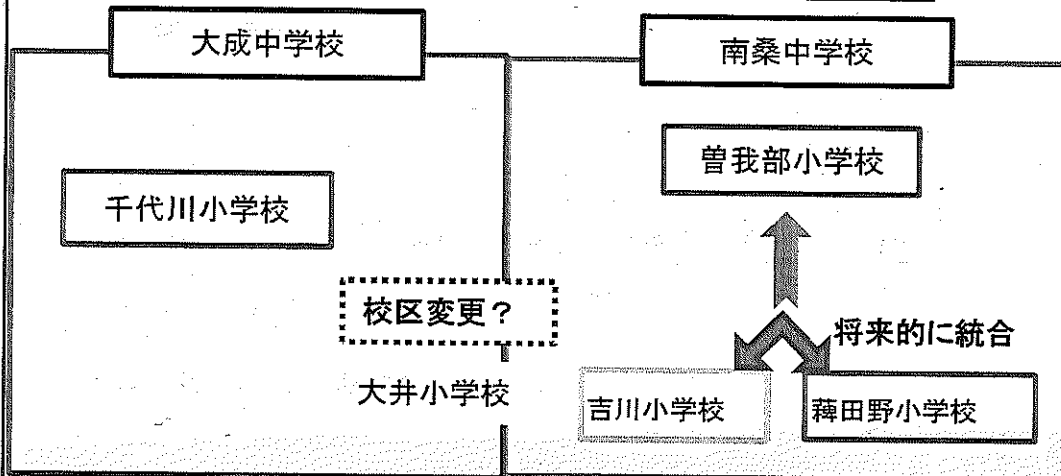 大成中学校
南桑中学校
曽我部小学校
千代川小学校
校区変更？
将来的に統合
大井小学校
吉川小学校
薭田野小学校